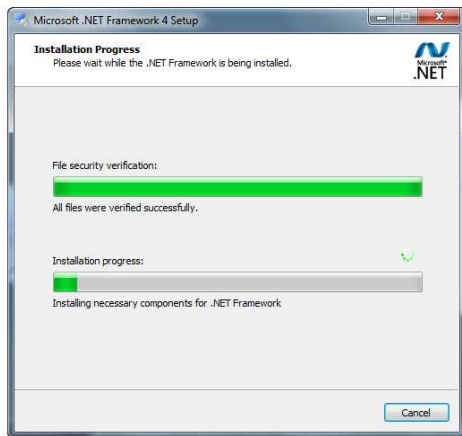 Microsoft .NET Framework 4 Setup
Installation Progress
Please wait while the .NET Framework is being installed.
Microsoft®
.NET
File security verification:
All files were verified successfully.
Installation progress:
Installing necessary components for .NET Framework
Cancel